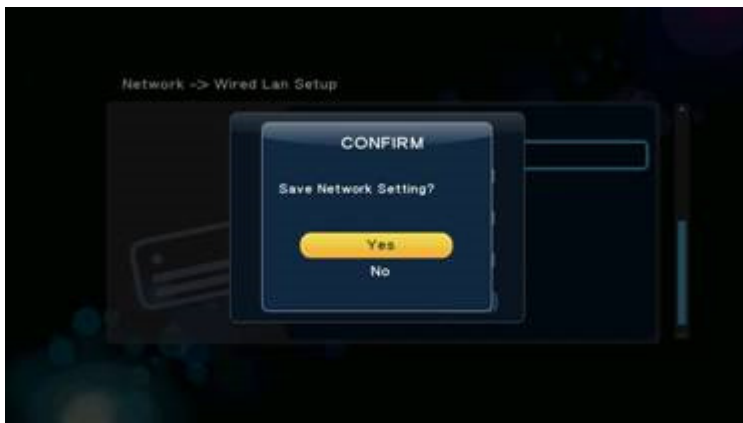 Network -> Wired Lan Setup
CONFIRM
Save Network Setting?
Yes
No